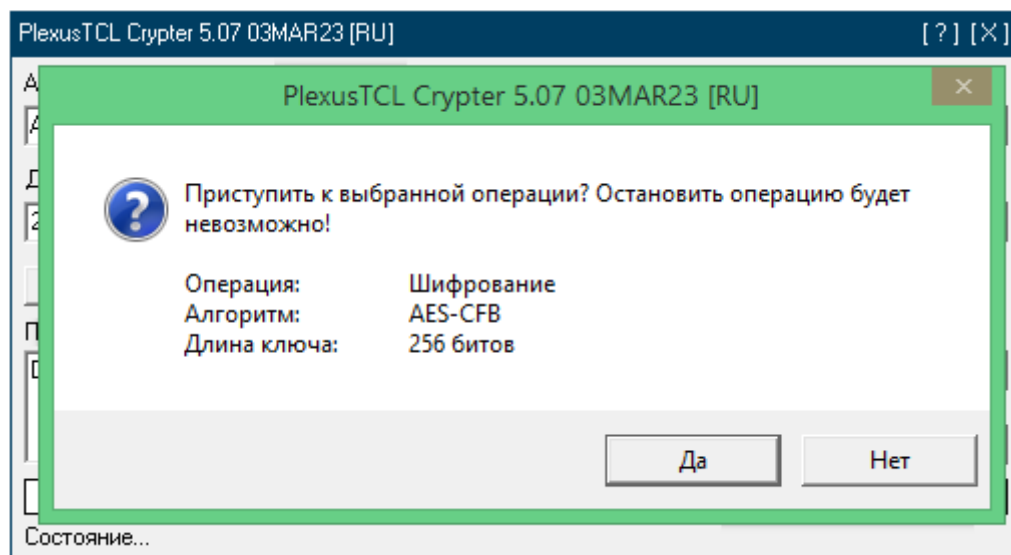 PlexusTCL Crypter 5.07 03MAR23 [RU] [ ? ] [X]
PlexusTCL Crypter 5.07 03MAR23 [RU]
Приступить к выбранной операции? Остановить операцию будет
невозможно!
Операция: Шифрование
Алгоритм: AES-CFB
Длина ключа: 256 битов
Да Нет
Состояние...